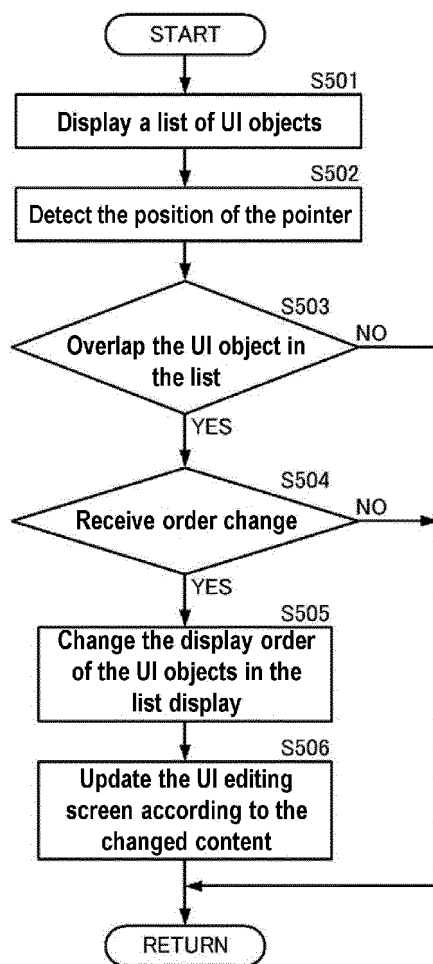 START
S501
Display a list of UI objects
S502
Detect the position of the pointer
S503
NO
Overlap the UI object in
the list
YES
S504
NO
Receive order change
YES
S505
Change the display order
of the UI objects in the
list display
S506
Update the UI editing
screen according to the
changed content
RETURN